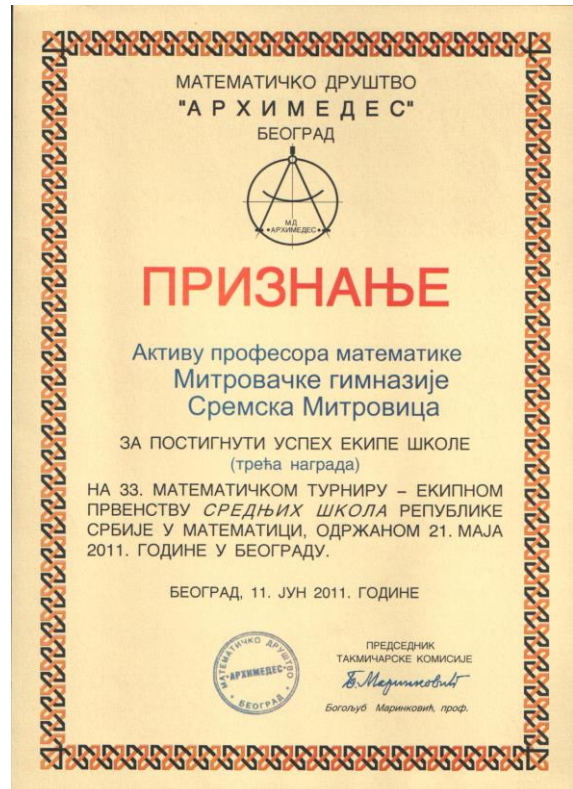 МАТЕМАТИЧКО ДРУШТВО
"АРХИМЕДЕС"
БЕОГРАД
МД
•АРХИМЕДЕС•
ПРИЗНАЊЕ
Активу професора математике
Митровачке гимназије
Сремска Митровица
ЗА ПОСТИГНУТИ УСПЕХ ЕКИПЕ ШКОЛЕ
(трећа награда)
НА 33. МАТЕМАТИЧКОМ ТУРНИРУ – ЕКИПНОМ
ПРВЕНСТВУ СРЕДЊИХ ШКОЛА РЕПУБЛИКЕ
СРБИЈЕ У МАТЕМАТИЦИ, ОДРЖАНОМ 21. МАЈА
2011. ГОДИНЕ У БЕОГРАДУ.
БЕОГРАД, 11. ЈУН 2011. ГОДИНЕ
МАТЕМАТИЧКО ДРУШТВО
•АРХИМЕДЕС•
БЕОГРАД
ПРЕДСЕДНИК
ТАКМИЧАРСКЕ КОМИСИЈЕ
Б. Маринковић
Богољуб Маринковић, проф.